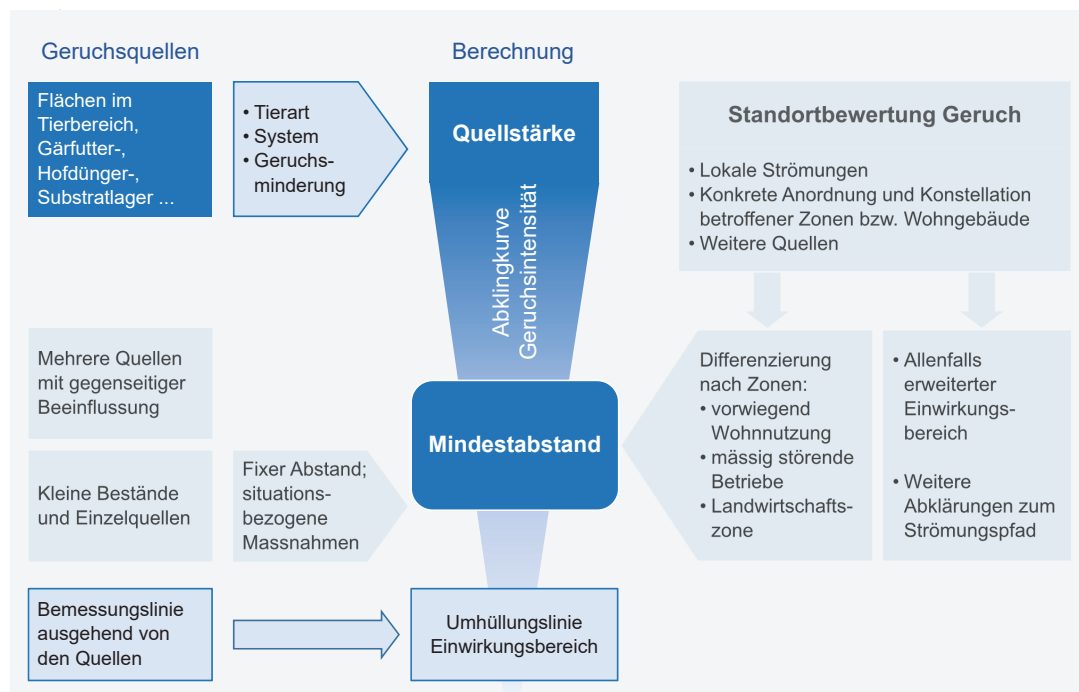 Geruchsquellen
Flächen im
Tierbereich,
Gärfutter-,
Hofdünger-,
Substratlager ...
• Tierart
• System
• Geruchs-
minderung
Mehrere Quellen
mit gegenseitiger
Beeinflussung
Kleine Bestände
und Einzelquellen
Fixer Abstand;
situations-
bezogene
Massnahmen
Bemessungslinie
ausgehend von
den Quellen
Berechnung
Quellstärke
Abklingkurve
Geruchsintensität
Mindestabstand
Umhüllungslinie
Einwirkungsbereich
Standortbewertung Geruch
• Lokale Strömungen
• Konkrete Anordnung und Konstellation
betroffener Zonen bzw. Wohngebäude
• Weitere Quellen
Differenzierung
nach Zonen:
• vorwiegend
Wohnnutzung
• mässig störende
Betriebe
• Landwirtschafts-
zone
• Allenfalls
erweiterter
Einwirkungs-
bereich
• Weitere
Abklärungen zum
Strömungspfad